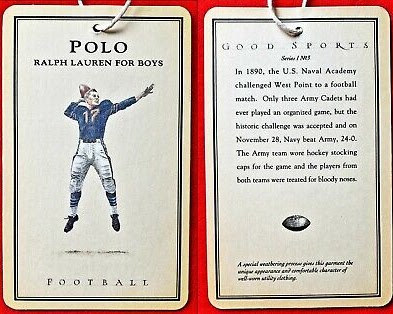 POLO
RALPH LAUREN FOR BOYS
17
FOOTBALL
GOOD SPORTS
Series I №3
In 1890, the U.S. Naval Academy
challenged West Point to a football
match. Only three Army Cadets had
ever played an organized game, but the
historic challenge was accepted and on
November 28, Navy beat Army, 24-0.
The Army team wore hockey stocking
caps for the game and the players from
both teams were treated for bloody noses.
A special weathering process gives this garment the
unique appearance and comfortable character of
well-worn utility clothing.